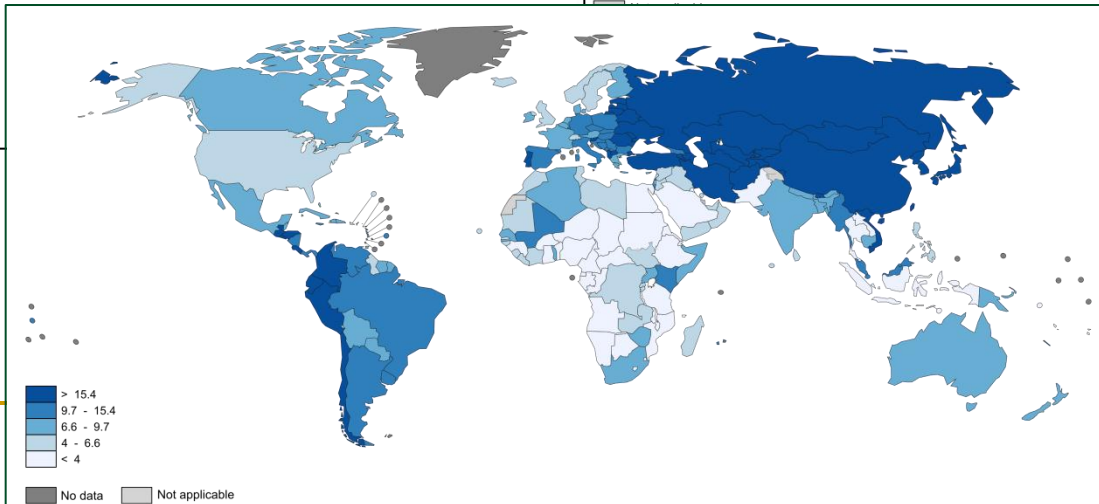 > 15.4
9.7 - 15.4
6.6 - 9.7
4 - 6.6
< 4
No data
Not applicable